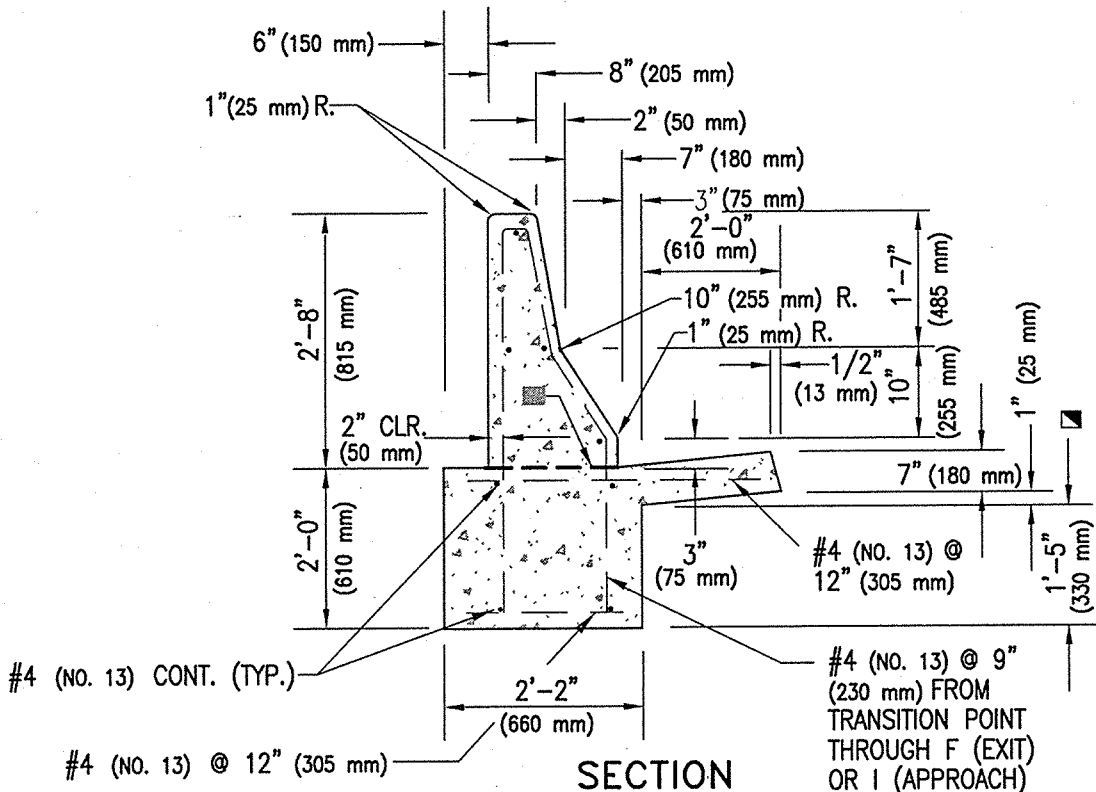 6" (150 mm)
8" (205 mm)
1" (25 mm) R.
2" (50 mm)
7" (180 mm)
3" (75 mm)
2'-0"
(610 mm)
1'-7"
(485 mm)
2'-8"
(815 mm)
10" (255 mm) R.
1" (25 mm) R.
1/2"
(13 mm)
10"
(255 mm)
1" (25 mm)
2" CLR.
(50 mm)
7" (180 mm)
2'-0"
(610 mm)
3"
(75 mm)
#4 (NO. 13) @
12" (305 mm)
1'-5"
(330 mm)
#4 (NO. 13) CONT. (TYP.)
2'-2"
(660 mm)
#4 (NO. 13) @ 9"
(230 mm) FROM
TRANSITION POINT
THROUGH F (EXIT)
OR I (APPROACH)
#4 (NO. 13) @ 12" (305 mm)
SECTION